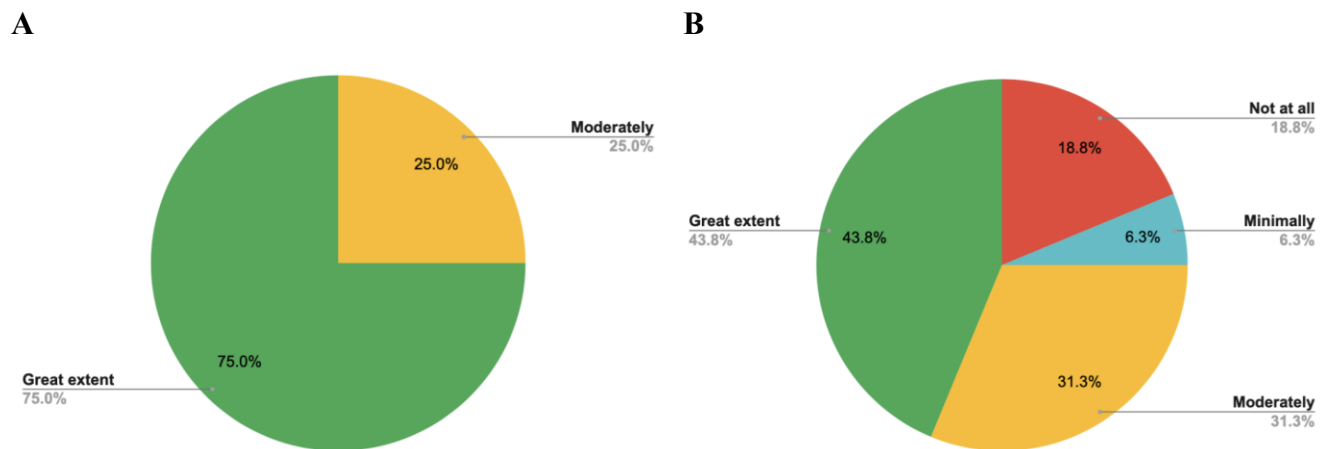 A
Moderately
25.0%
25.0%
75.0%
Great extent
75.0%
B
Not at all
18.8%
18.8%
Great extent
43.8%
43.8%
Minimally
6.3%
6.3%
31.3%
Moderately
31.3%